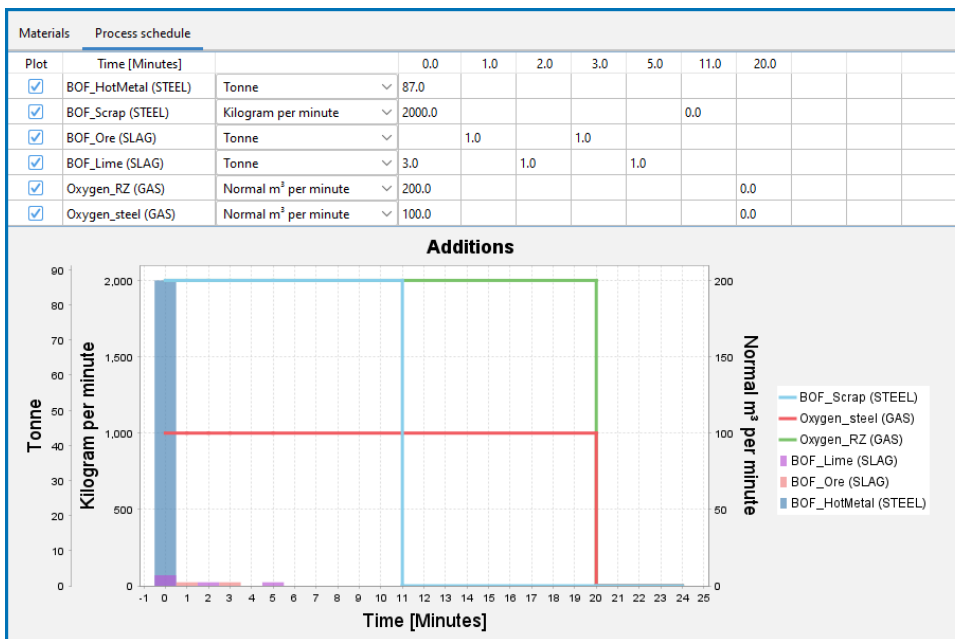 Materials Process schedule
Plot Time [Minutes] 0.0 1.0 2.0 3.0 5.0 11.0 20.0
BOF_HotMetal (STEEL) Tonne 87.0
BOF_Scrap (STEEL) Kilogram per minute 2000.0 0.0
BOF_Ore (SLAG) Tonne 1.0 1.0
BOF_Lime (SLAG) Tonne 3.0 1.0 1.0
Oxygen_RZ (GAS) Normal m³ per minute 200.0 0.0
Oxygen_steel (GAS) Normal m³ per minute 100.0 0.0
Additions
Tonne
90
80
70
60
50
40
30
20
10
0
Kilogram per minute
2,000
1,500
1,000
500
0
200
150
100
50
0
Normal m³ per minute
BOF_Scrap (STEEL)
Oxygen_steel (GAS)
Oxygen_RZ (GAS)
BOF_Lime (SLAG)
BOF_Ore (SLAG)
BOF_HotMetal (STEEL)
-1 0 1 2 3 4 5 6 7 8 9 10 11 12 13 14 15 16 17 18 19 20 21 22 23 24 25
Time [Minutes]